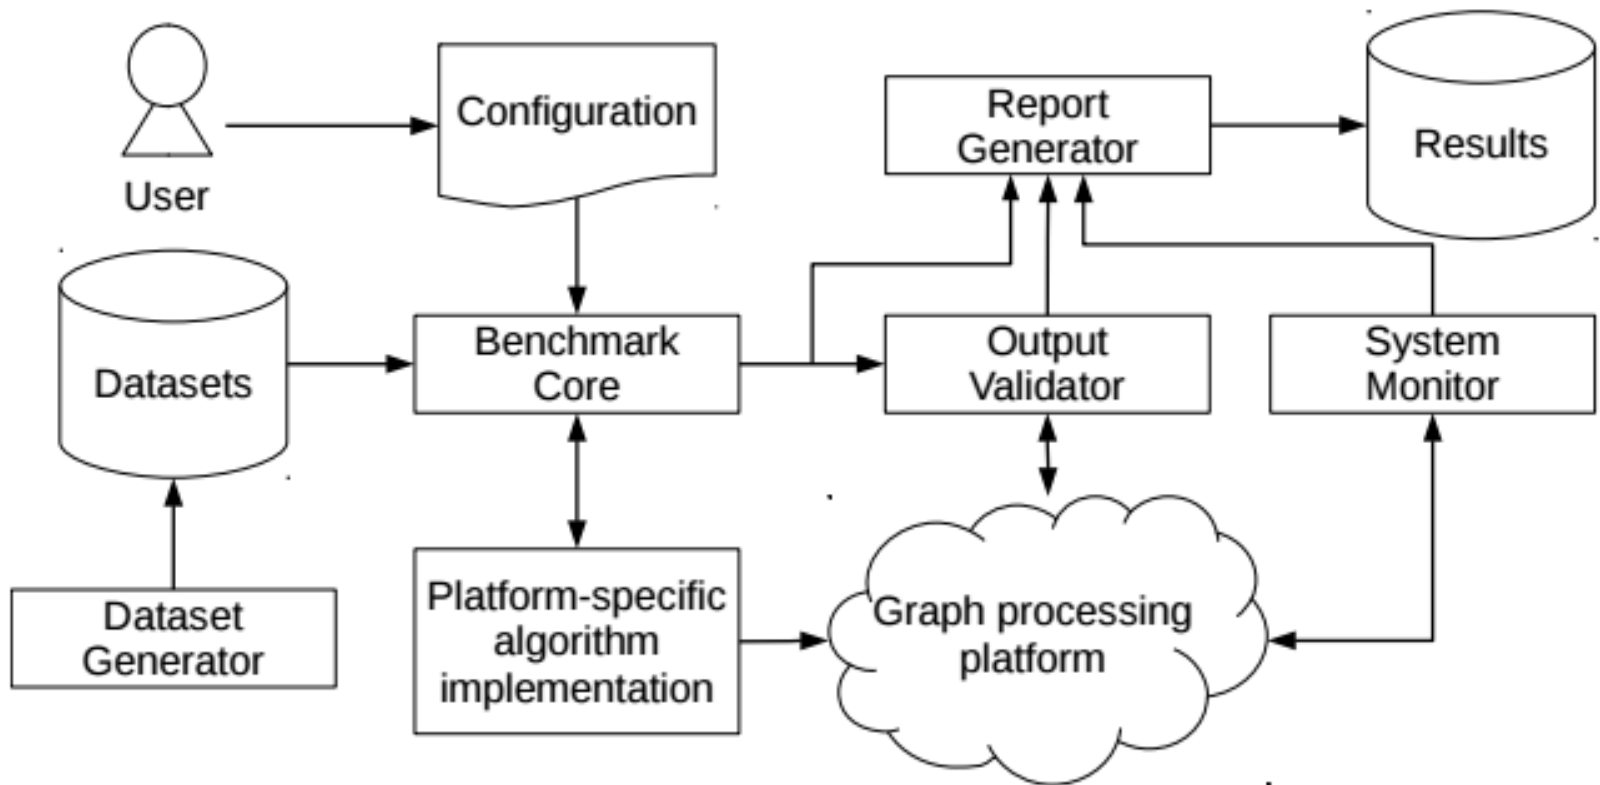 Configuration
User
Report
Generator
Results
Datasets
Benchmark
Core
Output
Validator
System
Monitor
Dataset
Generator
Platform-specific
algorithm
implementation
Graph processing
platform